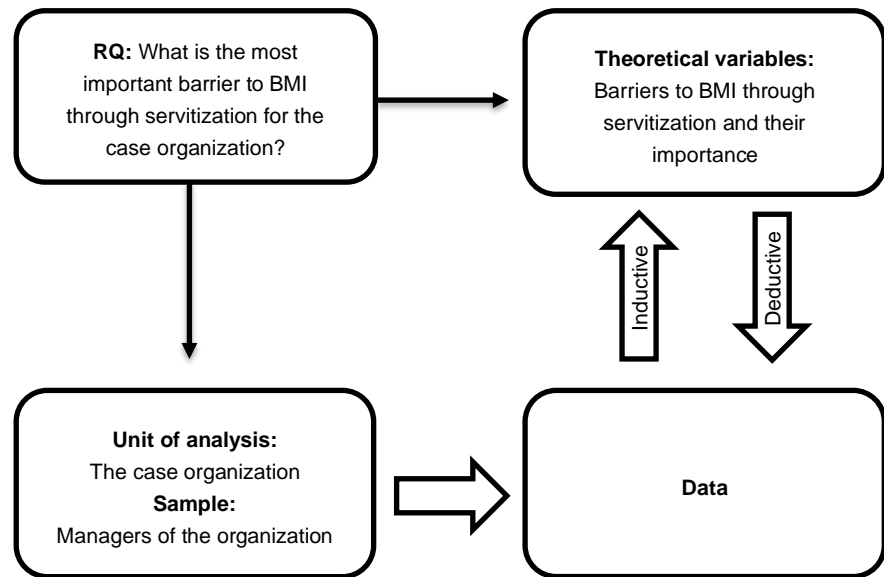 RQ: What is the most
important barrier to BMI
through servitization for the
case organization?
Theoretical variables:
Barriers to BMI through
servitization and their
importance
Inductive
Deductive
Unit of analysis:
The case organization
Sample:
Managers of the organization
Data